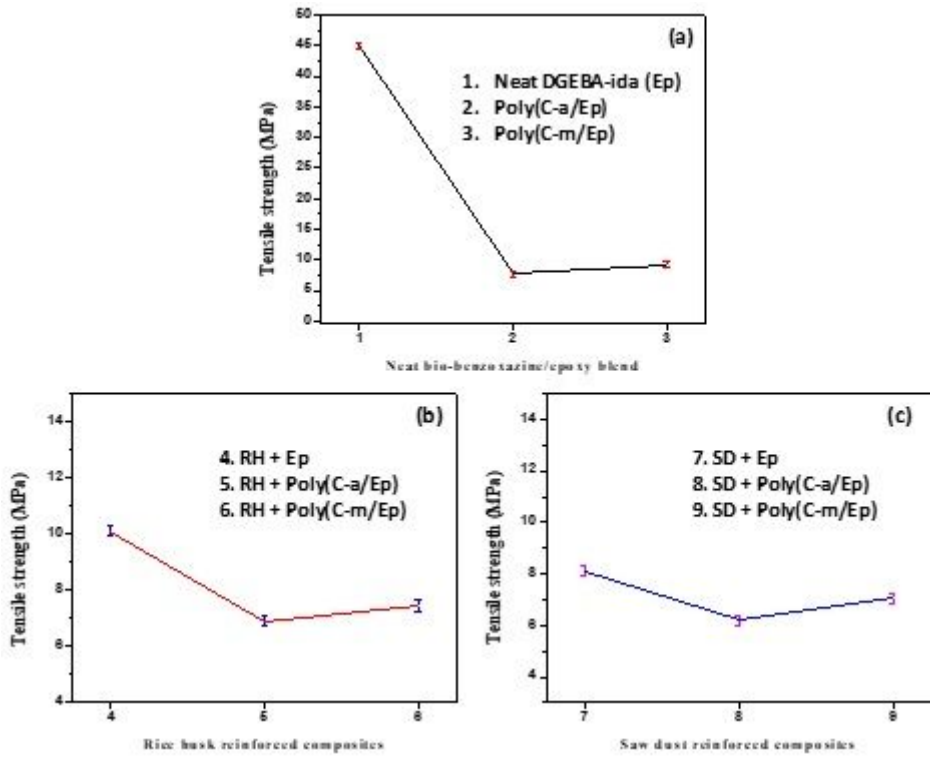 50
45
40
35
30
25
20
15
10
5
0
Tensile strength (MPa)
(a)
1. Neat DGEBA-ida (Ep)
2. Poly(C-a/Ep)
3. Poly(C-m/Ep)
1 2 3
Neat bio-benzoxazine/epoxy blend
14
12
10
8
6
4
Tensile strength (MPa)
(b)
4. RH + Ep
5. RH + Poly(C-a/Ep)
6. RH + Poly(C-m/Ep)
4 5 6
Rice husk reinforced composites
14
12
10
8
6
4
Tensile strength (MPa)
(c)
7. SD + Ep
8. SD + Poly(C-a/Ep)
9. SD + Poly(C-m/Ep)
7 8 9
Saw dust reinforced composites